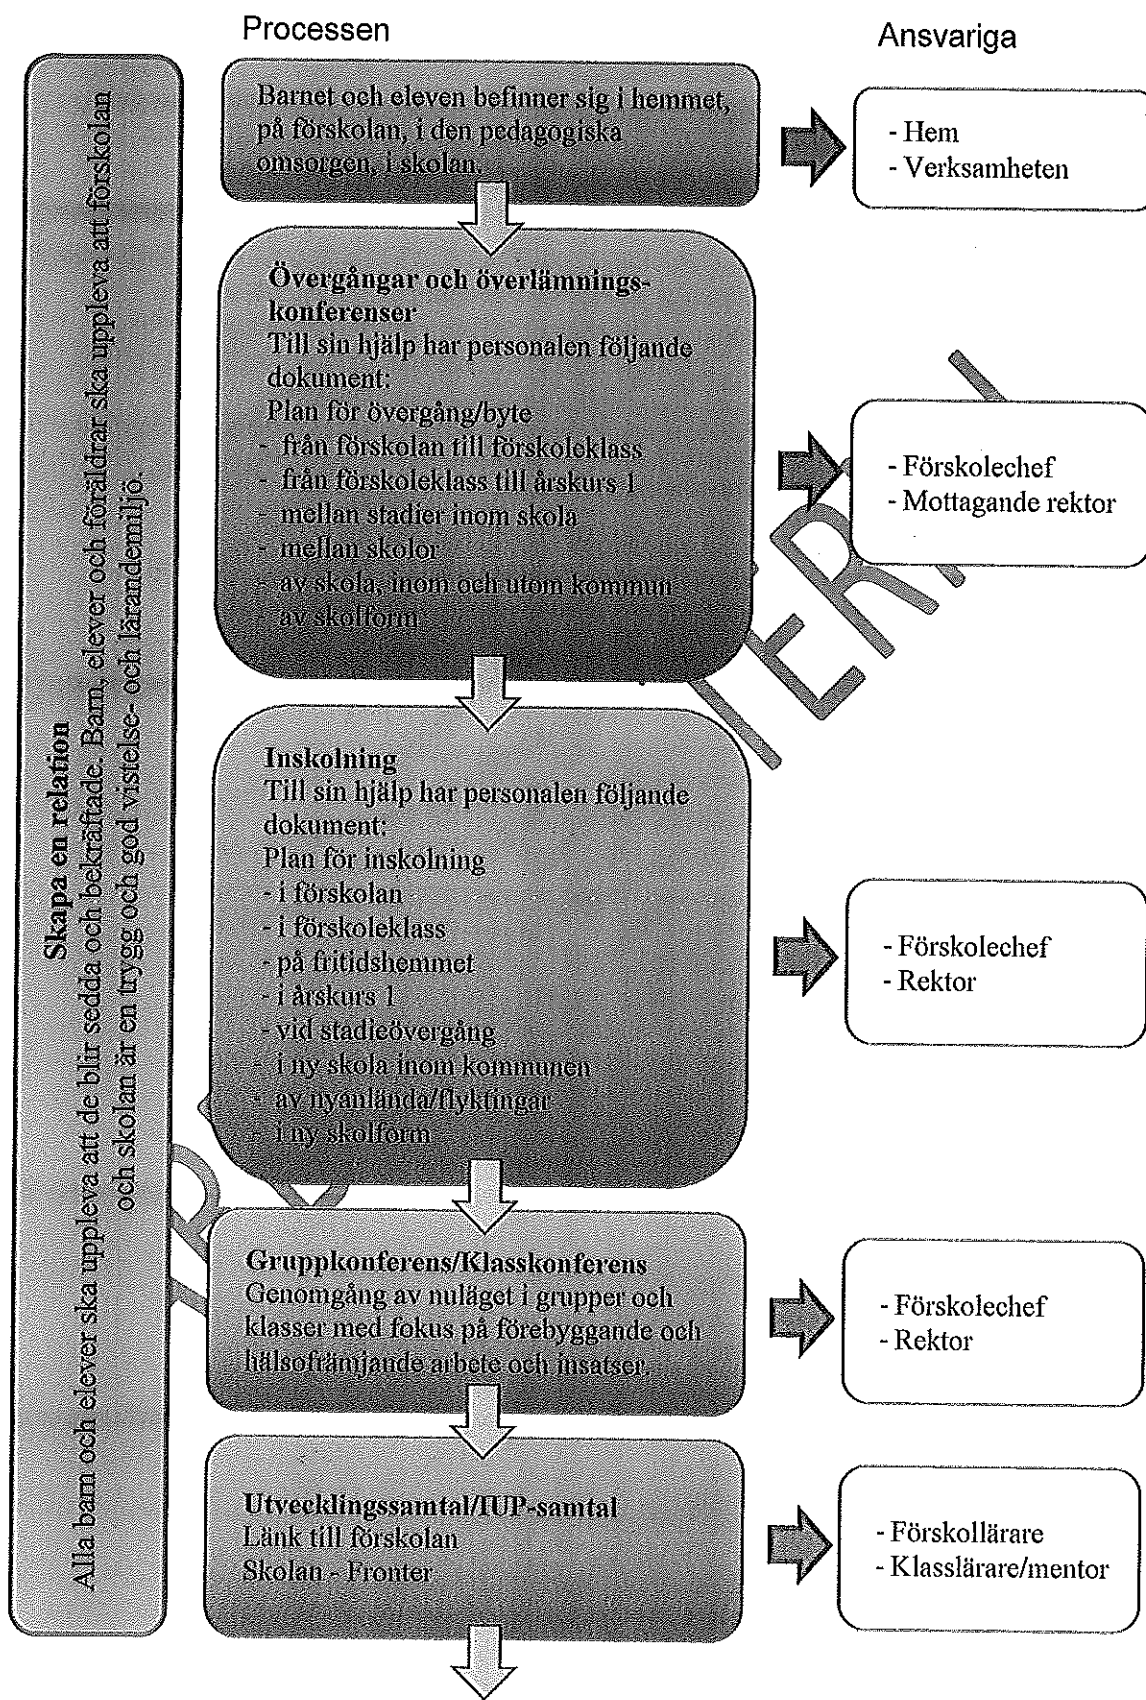 Processen
Ansvariga
Skapa en relation
Alla barn och elever ska uppleva att de blir sedda och bekräftade. Barn, elever och föräldrar ska uppleva att förskolan
och skolan är en trygg och god vistelse- och lärandemiljö.
Barnet och eleven befinner sig i hemmet,
på förskolan, i den pedagogiska
omsorgen, i skolan.
- Hem
- Verksamheten
Övergångar och överlämnings-
konferenser
Till sin hjälp har personalen följande
dokument:
Plan för övergång/byte
- från förskolan till förskoleklass
- från förskoleklass till årskurs 1
- mellan stadier inom skola
- mellan skolor
- av skola, inom och utom kommun
- av skolform
- Förskolechef
- Mottagande rektor
Inskolning
Till sin hjälp har personalen följande
dokument:
Plan för inskolning
- i förskolan
- i förskoleklass
- på fritidshemmet
- i årskurs 1
- vid stadieövergång
- i ny skola inom kommunen
- av nyanlända/flyktingar
- i ny skolform
- Förskolechef
- Rektor
Gruppkonferens/Klasskonferens
Genomgång av nuläget i grupper och
klasser med fokus på förebyggande och
hälsofrämjande arbete och insatser.
- Förskolechef
- Rektor
Utvecklingssamtal/IUP-samtal
Länk till förskolan
Skolan - Fronter
- Förskollärare
- Klasslärare/mentor